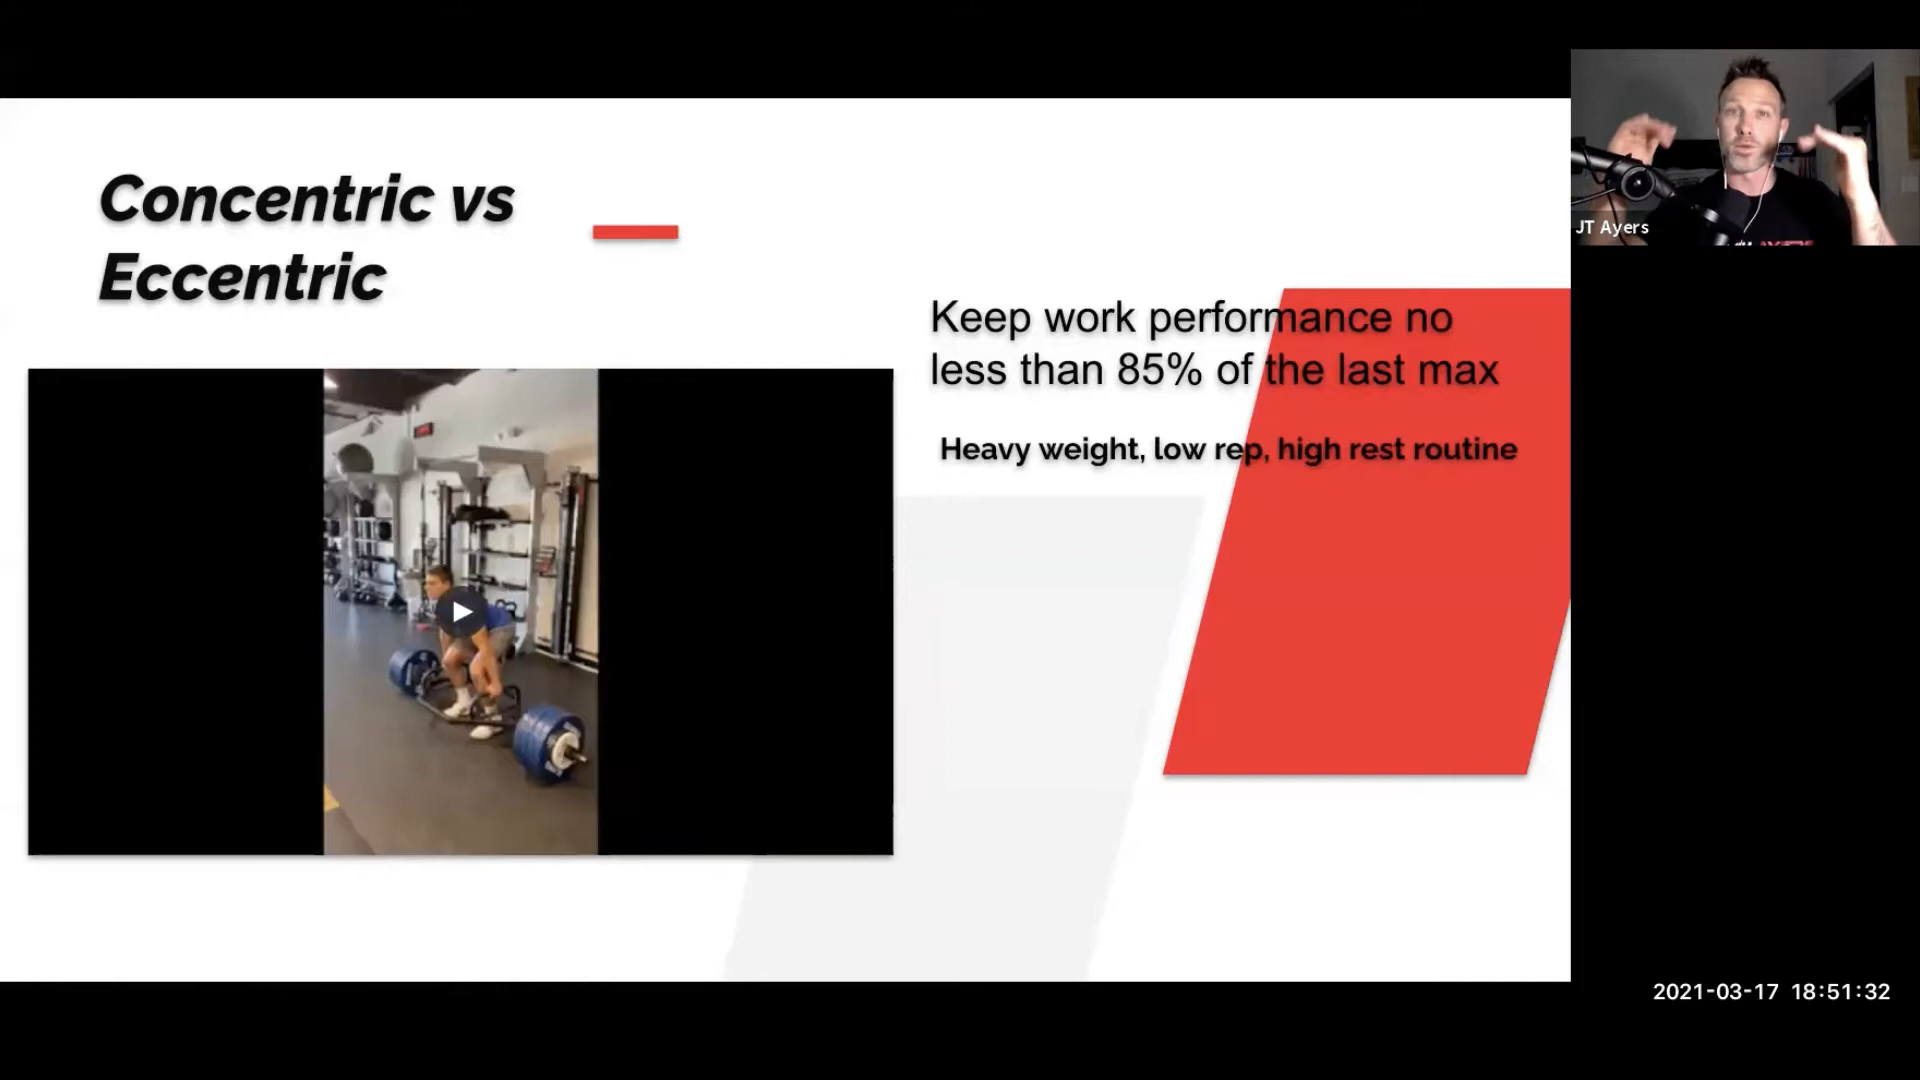 Concentric vs
Eccentric
Keep work performance no
less than 85% of the last max
Heavy weight, low rep, high rest routine
JT Ayers
2021-03-17 18:51:32